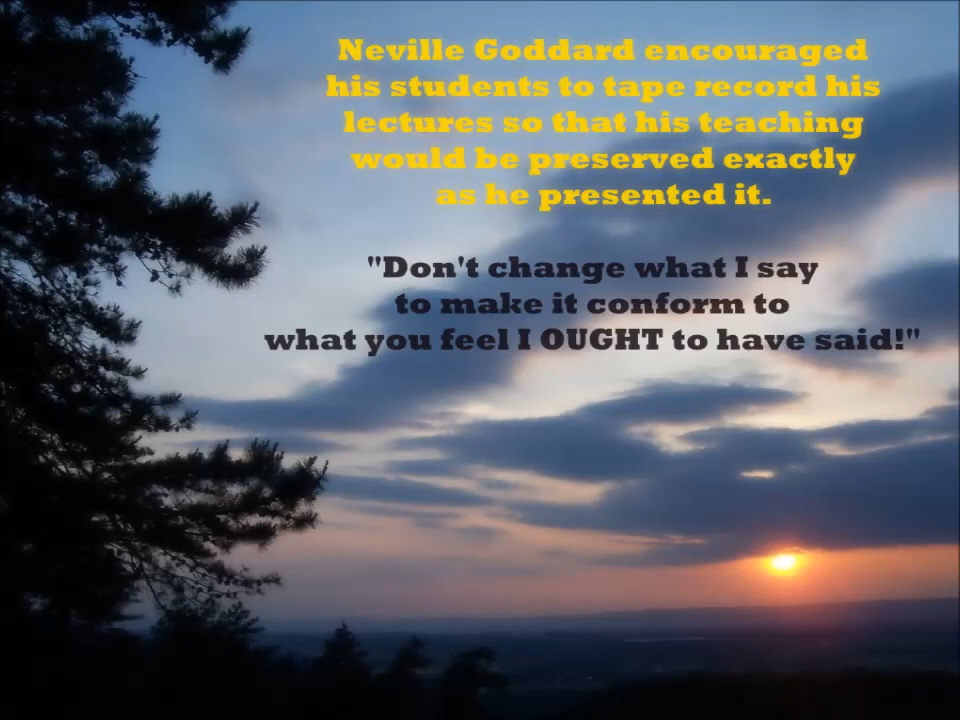 Neville Goddard encouraged
his students to tape record his
lectures so that his teaching
would be preserved exactly
as he presented it.
"Don't change what I say
to make it conform to
what you feel I OUGHT to have said!"